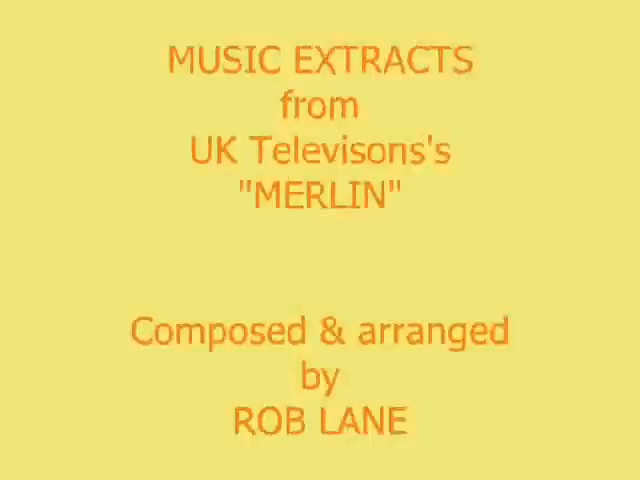 MUSIC EXTRACTS
from
UK Televisons's
"MERLIN"
Composed & arranged
by
ROB LANE